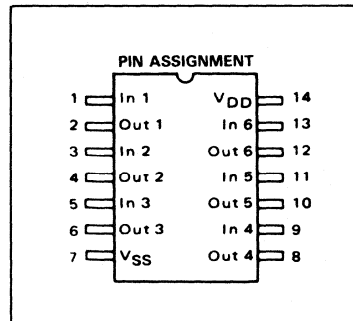 PIN ASSIGNMENT
1 In 1 VDD 14
2 Out 1 In 6 13
3 In 2 Out 6 12
4 Out 2 In 5 11
5 In 3 Out 5 10
6 Out 3 In 4 9
7 VSS Out 4 8